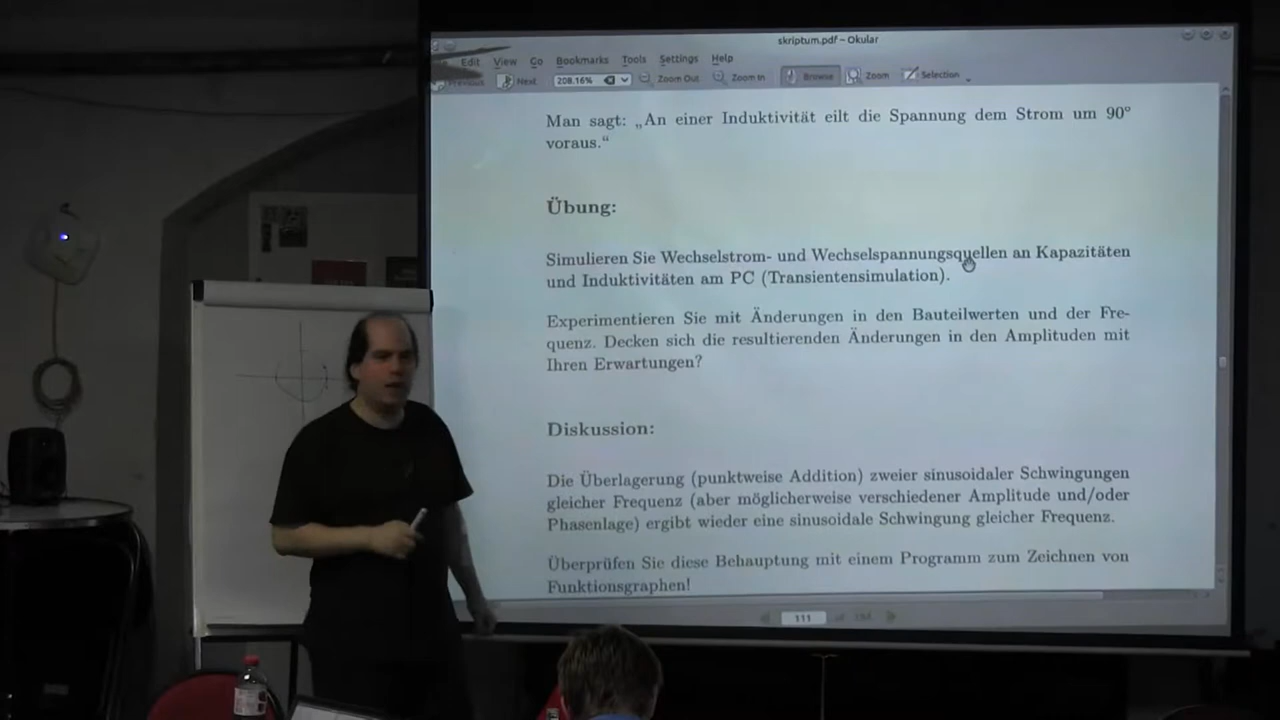 skriptum.pdf – Okular
Edit View Go Bookmarks Tools Settings Help
Previous Next 208.16% Zoom Out Zoom In Browse Zoom Selection
Man sagt: „An einer Induktivität eilt die Spannung dem Strom um 90°
voraus.“
Übung:
Simulieren Sie Wechselstrom- und Wechselspannungsquellen an Kapazitäten
und Induktivitäten am PC (Transientensimulation).
Experimentieren Sie mit Änderungen in den Bauteilwerten und der Fre-
quenz. Decken sich die resultierenden Änderungen in den Amplituden mit
Ihren Erwartungen?
Diskussion:
Die Überlagerung (punktweise Addition) zweier sinusoidaler Schwingungen
gleicher Frequenz (aber möglicherweise verschiedener Amplitude und/oder
Phasenlage) ergibt wieder eine sinusoidale Schwingung gleicher Frequenz.
Überprüfen Sie diese Behauptung mit einem Programm zum Zeichnen von
Funktionsgraphen!
111